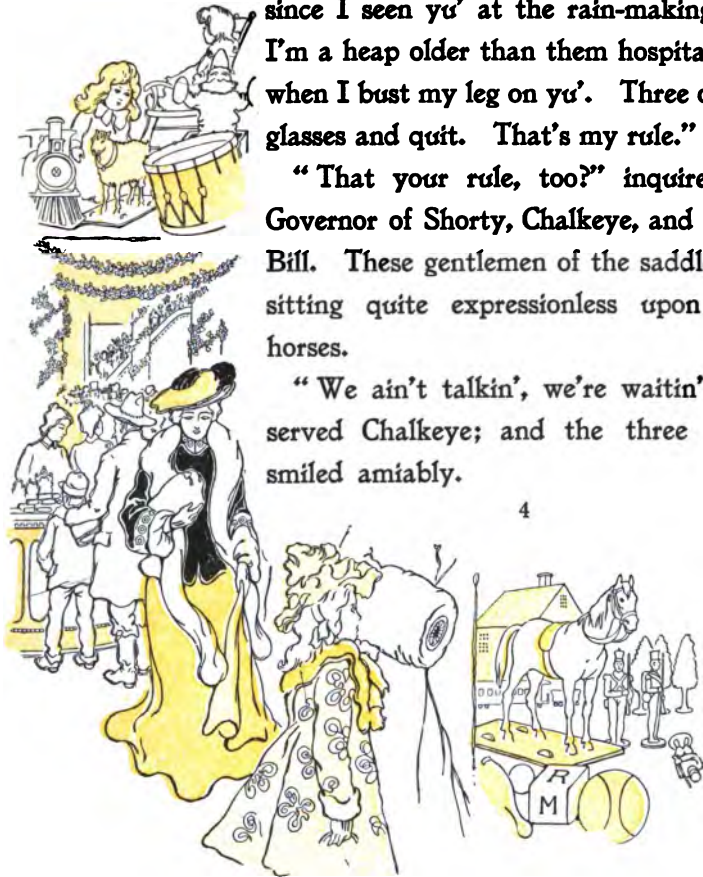 since I seen yu' at the rain-making
I'm a heap older than them hospita
when I bust my leg on yu'. Three
glasses and quit. That's my rule."
"That your rule, too?" inquire
Governor of Shorty, Chalkeye, and
Bill. These gentlemen of the saddl
sitting quite expressionless upon
horses.
"We ain't talkin', we're waitin'
served Chalkeye; and the three
smiled amiably.
4
R
M